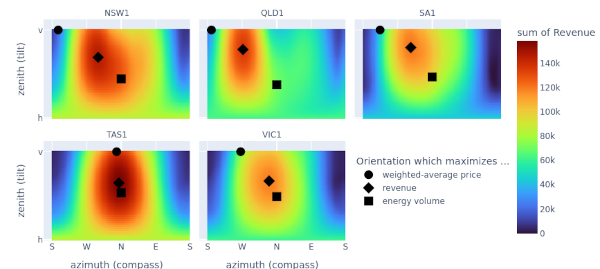 NSW1
QLD1
SA1
sum of Revenue
zenith (tilt)
v
h
140k
120k
100k
80k
60k
40k
20k
0
TAS1
VIC1
Orientation which maximizes ...
weighted-average price
revenue
energy volume
zenith (tilt)
v
h
S W N E S
S W N E S
azimuth (compass)
azimuth (compass)